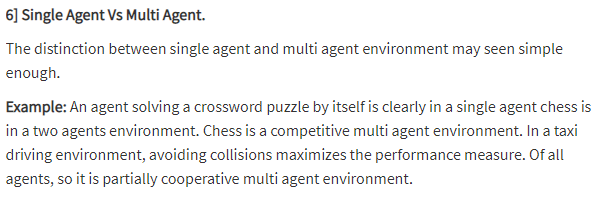 6] Single Agent Vs Multi Agent.
The distinction between single agent and multi agent environment may seen simple
enough.
Example: An agent solving a crossword puzzle by itself is clearly in a single agent chess is
in a two agents environment. Chess is a competitive multi agent environment. In a taxi
driving environment, avoiding collisions maximizes the performance measure. Of all
agents, so it is partially cooperative multi agent environment.